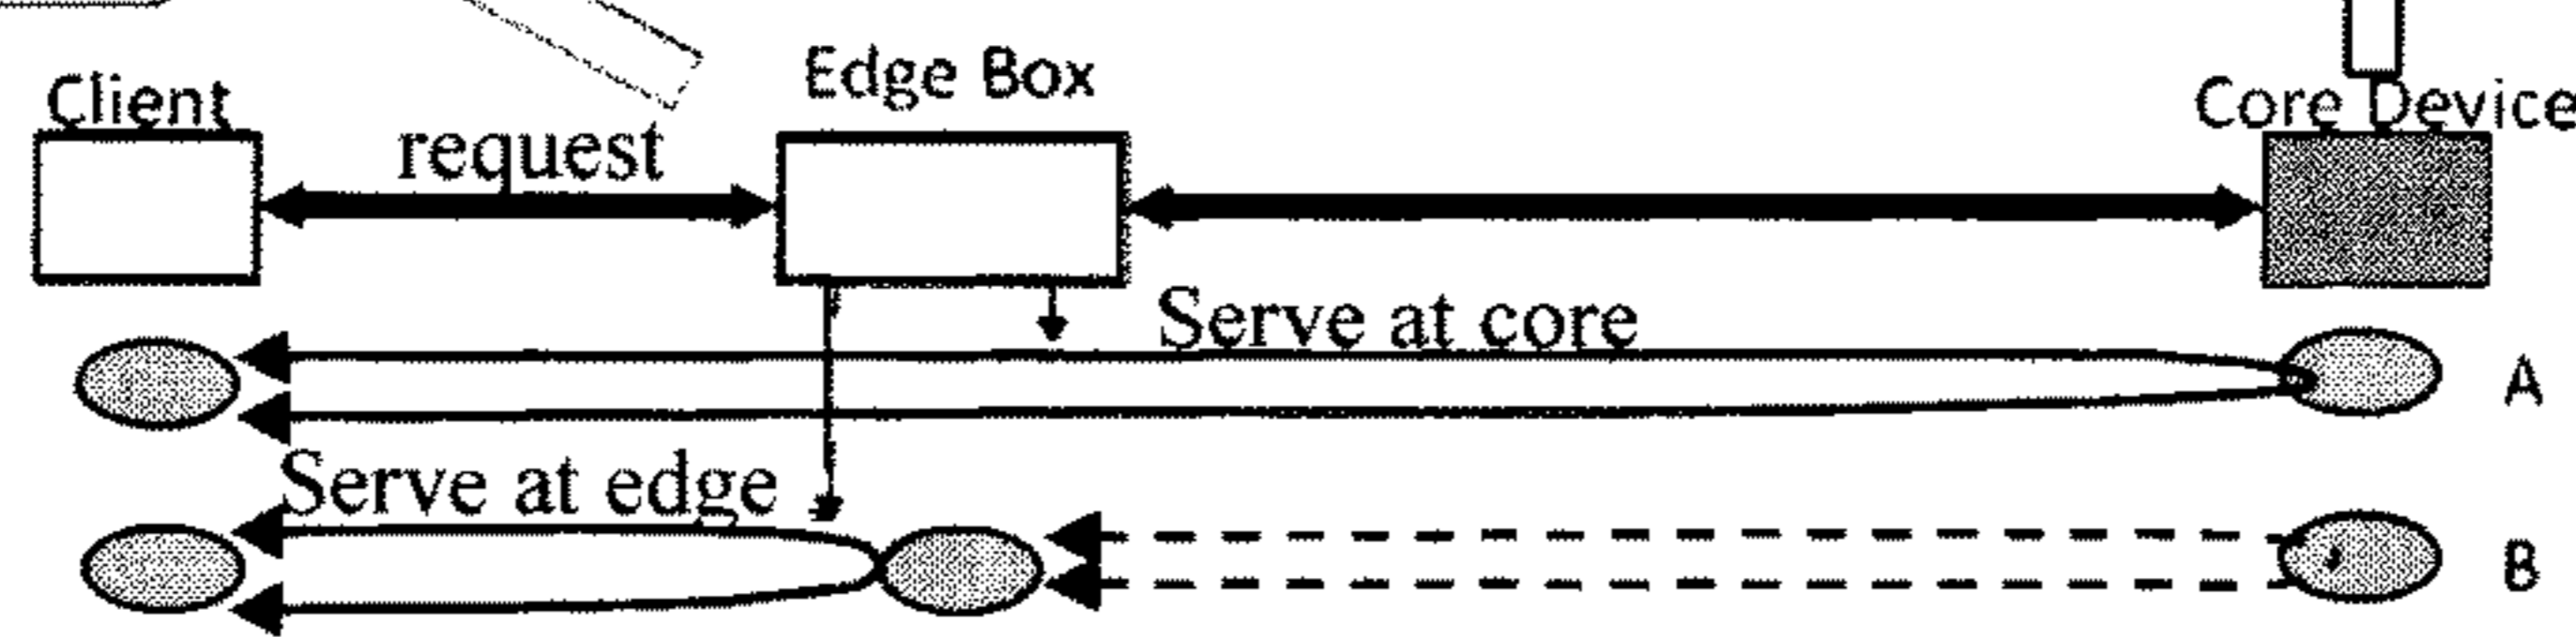 Client
Edge Box
Core Device
request
Serve at core
A
Serve at edge
B